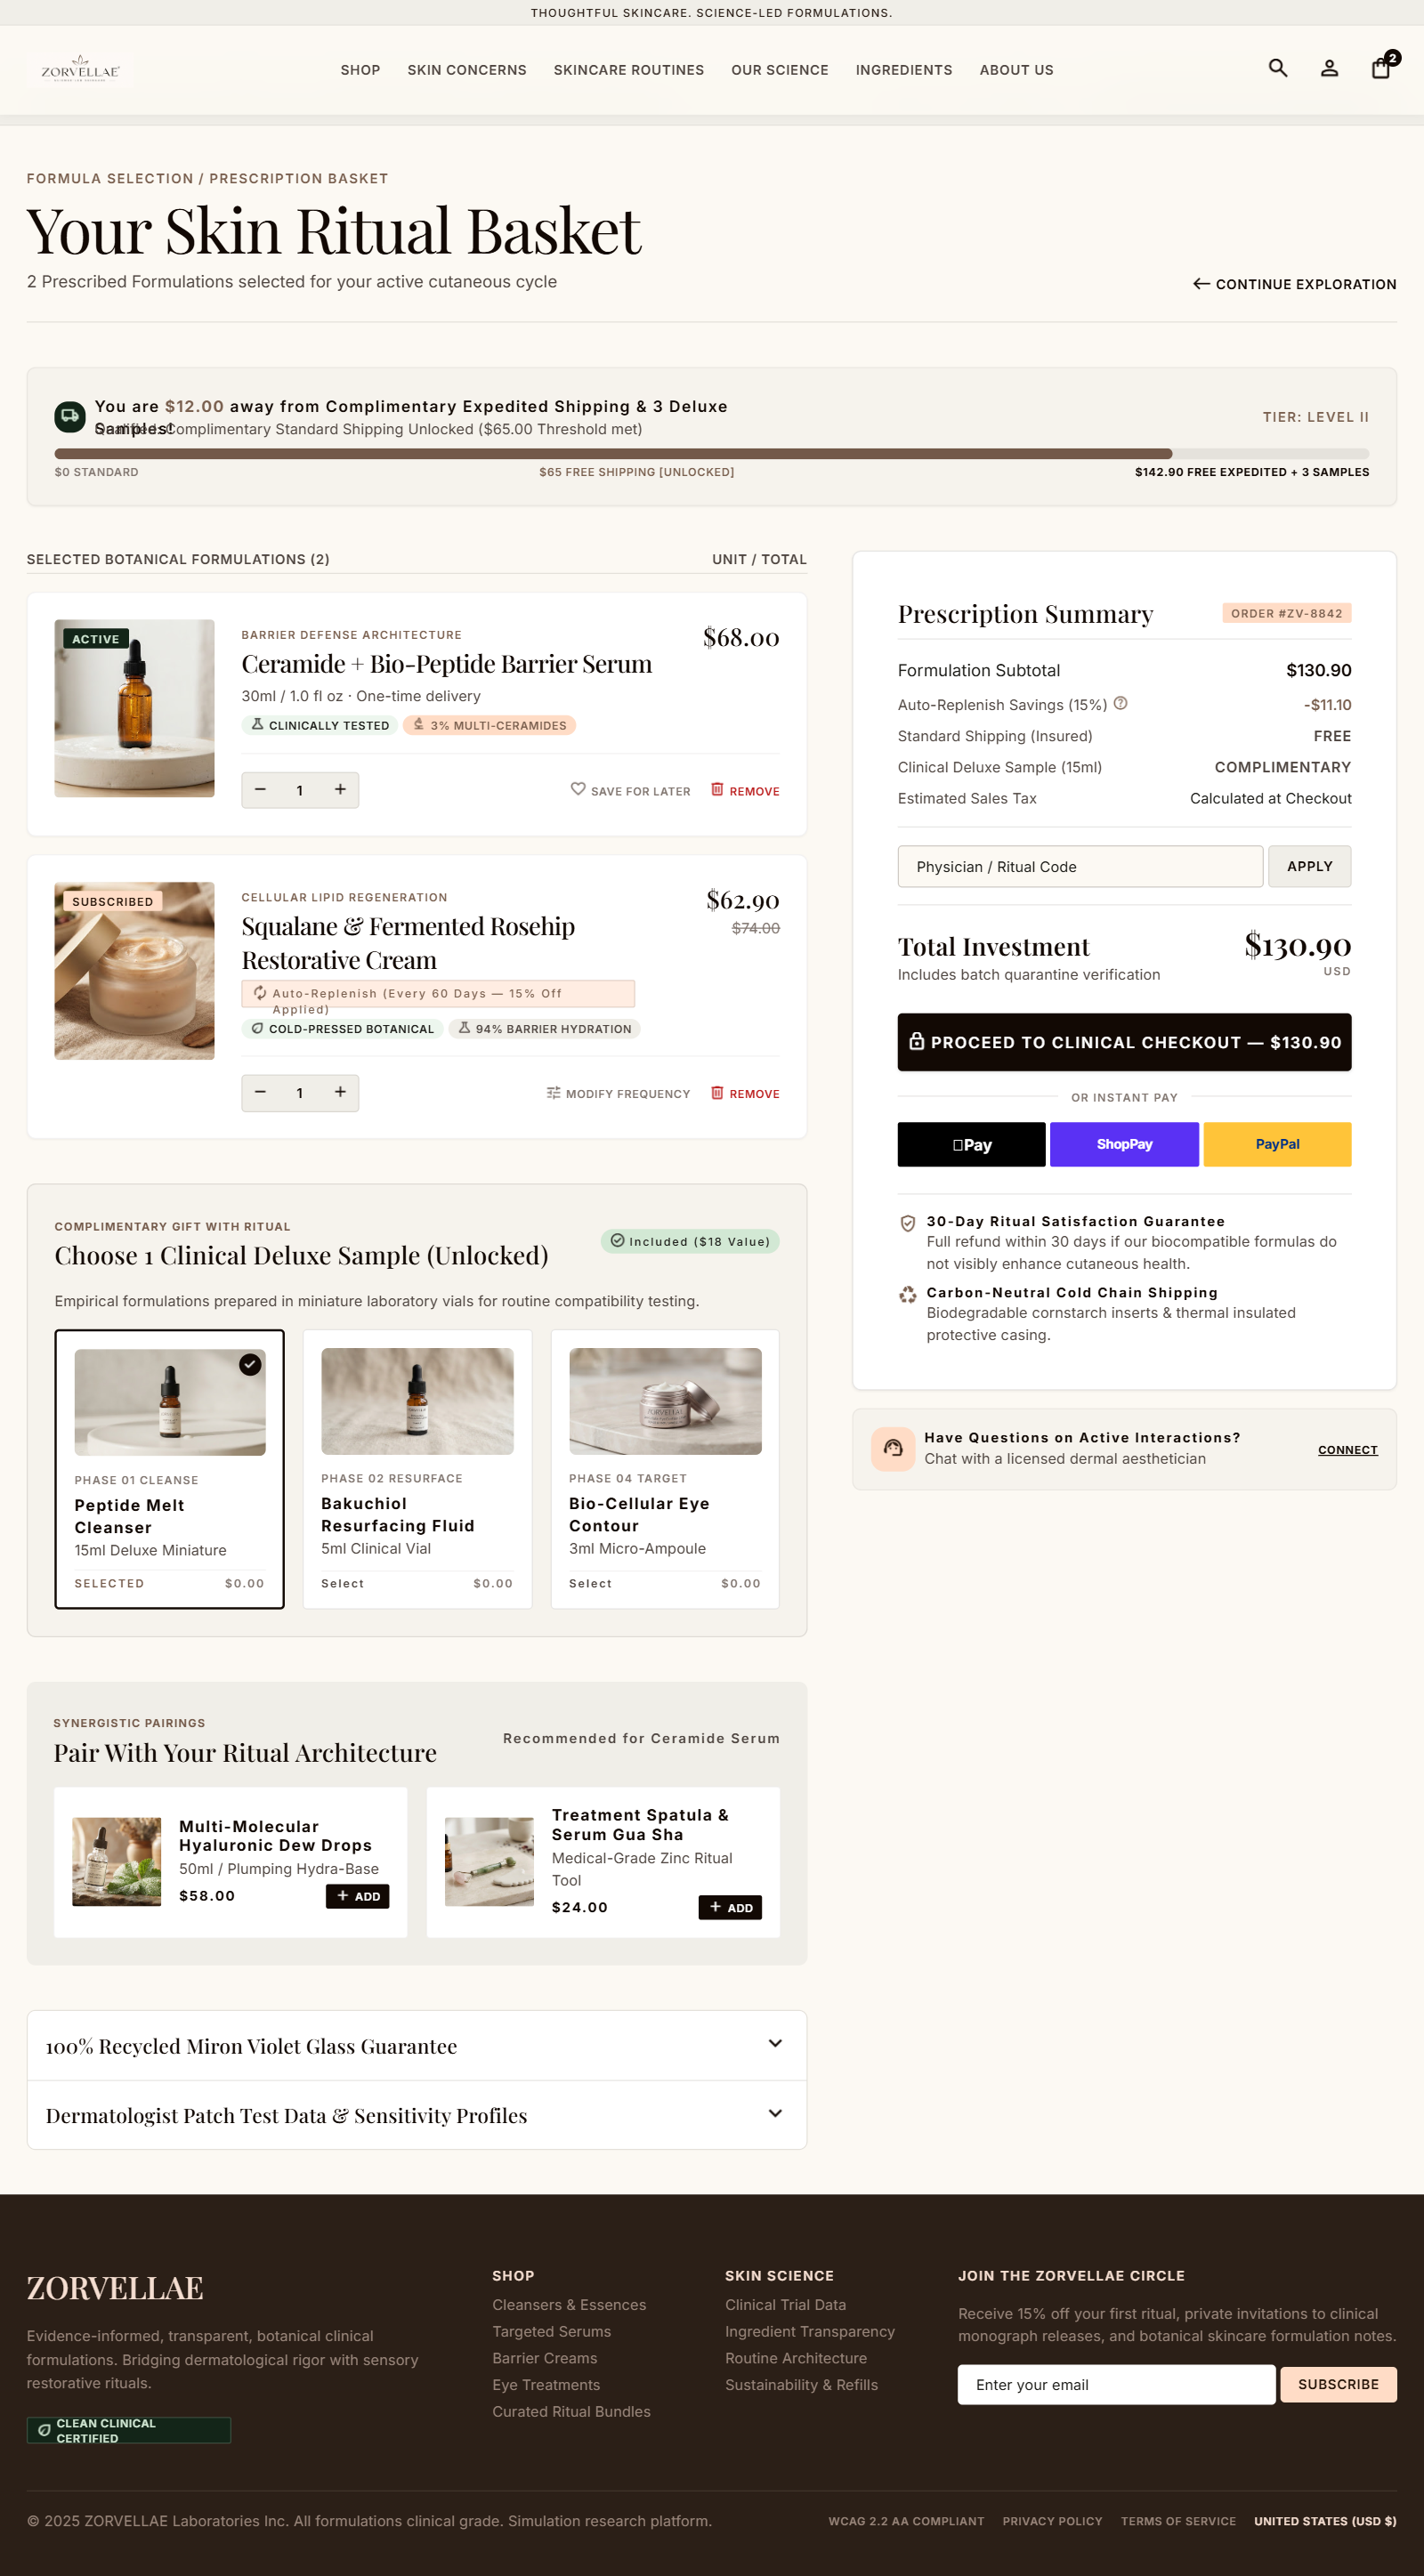 THOUGHTFUL SKINCARE. SCIENCE-LED FORMULATIONS.
ZORVELLAE
SHOP
SKIN CONCERNS
SKINCARE ROUTINES
OUR SCIENCE
INGREDIENTS
ABOUT US
2
FORMULA SELECTION / PRESCRIPTION BASKET
Your Skin Ritual Basket
2 Prescribed Formulations selected for your active cutaneous cycle
CONTINUE EXPLORATION
You are $12.00 away from Complimentary Expedited Shipping & 3 Deluxe
Samples!
Complimentary Standard Shipping Unlocked ($65.00 Threshold met)
TIER: LEVEL II
$0 STANDARD
$65 FREE SHIPPING [UNLOCKED]
$142.90 FREE EXPEDITED + 3 SAMPLES
SELECTED BOTANICAL FORMULATIONS (2)
UNIT / TOTAL
ACTIVE
BARRIER DEFENSE ARCHITECTURE
$68.00
Ceramide + Bio-Peptide Barrier Serum
30ml / 1.0 fl oz · One-time delivery
CLINICALLY TESTED
3% MULTI-CERAMIDES
− 1 +
SAVE FOR LATER
REMOVE
SUBSCRIBED
CELLULAR LIPID REGENERATION
$62.90
$74.00
Squalane & Fermented Rosehip
Restorative Cream
Auto-Replenish (Every 60 Days — 15% Off
Applied)
COLD-PRESSED BOTANICAL
94% BARRIER HYDRATION
− 1 +
MODIFY FREQUENCY
REMOVE
Prescription Summary
ORDER #ZV-8842
Formulation Subtotal
$130.90
Auto-Replenish Savings (15%)
-$11.10
Standard Shipping (Insured)
FREE
Clinical Deluxe Sample (15ml)
COMPLIMENTARY
Estimated Sales Tax
Calculated at Checkout
Physician / Ritual Code
APPLY
Total Investment
$130.90
Includes batch quarantine verification
USD
PROCEED TO CLINICAL CHECKOUT — $130.90
OR INSTANT PAY
Pay
ShopPay
PayPal
30-Day Ritual Satisfaction Guarantee
Full refund within 30 days if our biocompatible formulas do
not visibly enhance cutaneous health.
Carbon-Neutral Cold Chain Shipping
Biodegradable cornstarch inserts & thermal insulated
protective casing.
Have Questions on Active Interactions?
Chat with a licensed dermal aesthetician
CONNECT
COMPLIMENTARY GIFT WITH RITUAL
Choose 1 Clinical Deluxe Sample (Unlocked)
Included ($18 Value)
Empirical formulations prepared in miniature laboratory vials for routine compatibility testing.
PHASE 01 CLEANSE
Peptide Melt
Cleanser
15ml Deluxe Miniature
SELECTED
$0.00
PHASE 02 RESURFACE
Bakuchiol
Resurfacing Fluid
5ml Clinical Vial
Select
$0.00
ZORVELLAE
PHASE 04 TARGET
Bio-Cellular Eye
Contour
3ml Micro-Ampoule
Select
$0.00
SYNERGISTIC PAIRINGS
Pair With Your Ritual Architecture
Recommended for Ceramide Serum
Multi-Molecular
Hyaluronic Dew Drops
50ml / Plumping Hydra-Base
$58.00
+ ADD
Treatment Spatula &
Serum Gua Sha
Medical-Grade Zinc Ritual
Tool
$24.00
+ ADD
100% Recycled Miron Violet Glass Guarantee
Dermatologist Patch Test Data & Sensitivity Profiles
ZORVELLAE
Evidence-informed, transparent, botanical clinical
formulations. Bridging dermatological rigor with sensory
restorative rituals.
CLEAN CLINICAL
CERTIFIED
SHOP
Cleansers & Essences
Targeted Serums
Barrier Creams
Eye Treatments
Curated Ritual Bundles
SKIN SCIENCE
Clinical Trial Data
Ingredient Transparency
Routine Architecture
Sustainability & Refills
JOIN THE ZORVELLAE CIRCLE
Receive 15% off your first ritual, private invitations to clinical
monograph releases, and botanical skincare formulation notes.
Enter your email
SUBSCRIBE
© 2025 ZORVELLAE Laboratories Inc. All formulations clinical grade. Simulation research platform.
WCAG 2.2 AA COMPLIANT
PRIVACY POLICY
TERMS OF SERVICE
UNITED STATES (USD $)